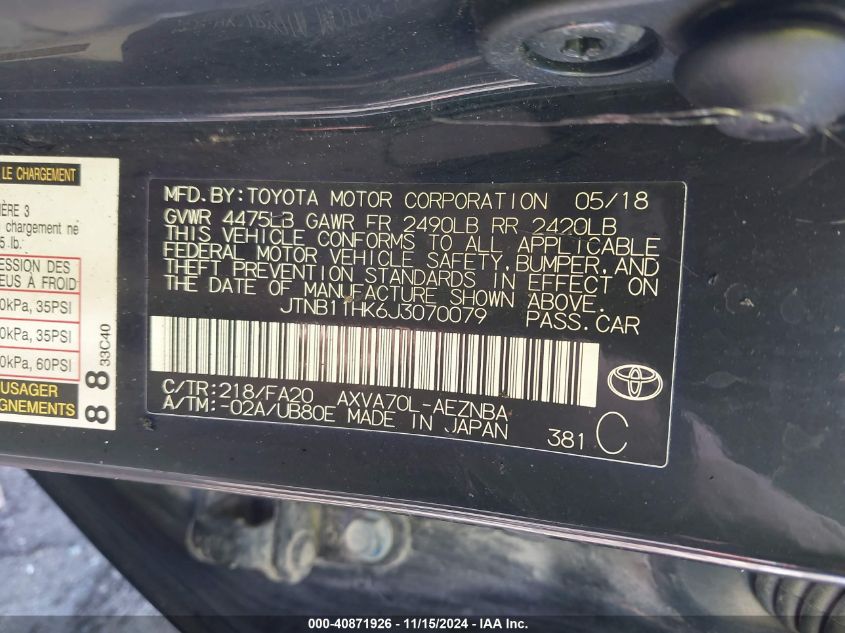 LE CHARGEMENT
IÈRE 3
chargement né
5 lb.
ESSION DES
EUS À FROID
0kPa, 35PSI
0kPa, 35PSI
0kPa, 60PSI
USAGER
GNEMENTS
8 8 33C40
MFD.BY:TOYOTA MOTOR CORPORATION 05/18
GVWR 4475LB GAWR FR 2490LB RR 2420LB
THIS VEHICLE CONFORMS TO ALL APPLICABLE
FEDERAL MOTOR VEHICLE SAFETY, BUMPER, AND
THEFT PREVENTION STANDARDS IN EFFECT ON
THE DATE OF MANUFACTURE SHOWN ABOVE.
JTNB11HK6J3070079 PASS.CAR
C/TR:218/FA20 AXVA70L-AEZNBA
A/TM:-02A/UB80E MADE IN JAPAN 381 C
000-40871926 - 11/15/2024 - IAA Inc.